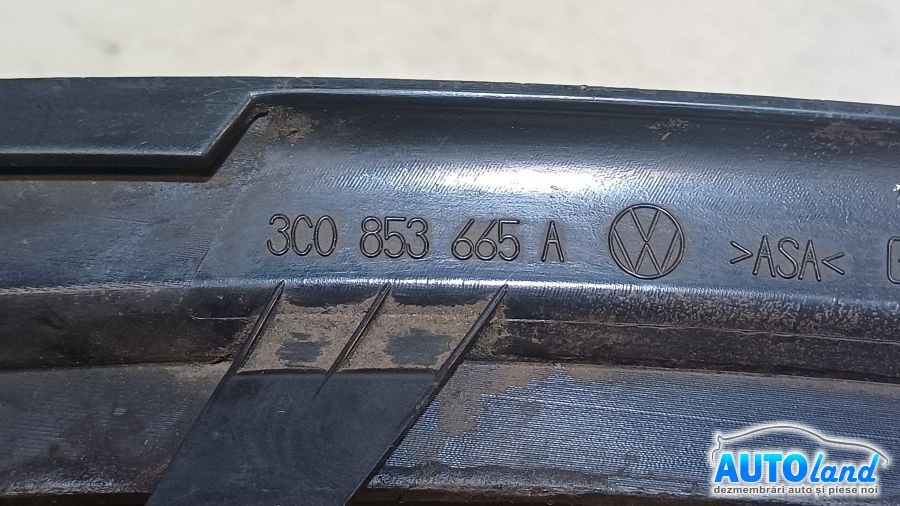 3C0 853 665 A
>ASA<
AUTOland
dezmembrări auto și piese noi